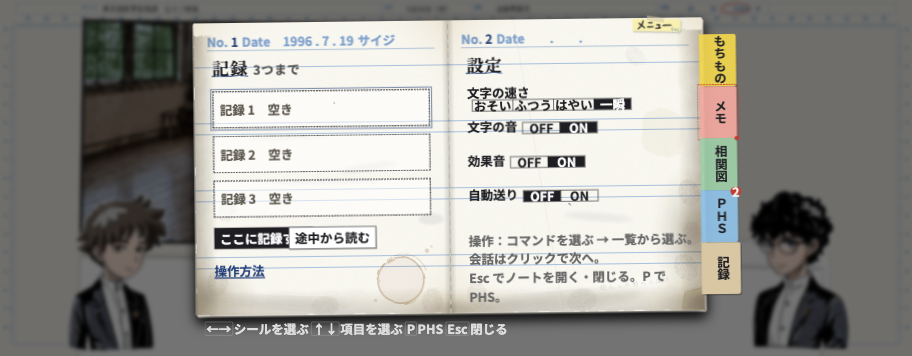 No. 1 Date 1996.7.19 サイジ
記録 3つまで
記録 1 空き
記録 2 空き
記録 3 空き
ここに記録す 途中から読む
操作方法
メニュー
No. 2 Date . .
設定
文字の速さ
おそい ふつう はやい 一瞬
文字の音 OFF ON
効果音 OFF ON
自動送り OFF ON
操作：コマンドを選ぶ → 一覧から選ぶ。
会話はクリックで次へ。
Esc でノートを開く・閉じる。P で
PHS。
もちもの
メモ
相関図
2
PHS
記録
←→ シールを選ぶ ↑↓ 項目を選ぶ P PHS Esc 閉じる